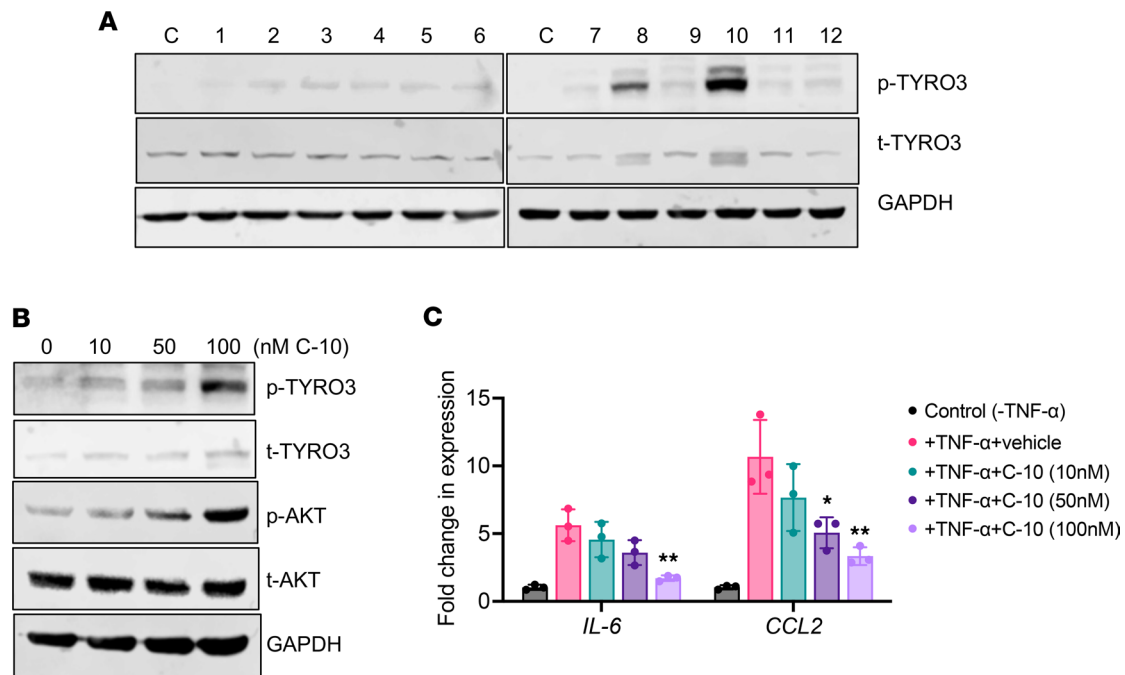 A
C 1 2 3 4 5 6 C 7 8 9 10 11 12
p-TYRO3
t-TYRO3
GAPDH
B
0 10 50 100 (nM C-10)
p-TYRO3
t-TYRO3
p-AKT
t-AKT
GAPDH
C
Fold change in expression
15
10
5
0
**
*
**
IL-6
CCL2
Control (-TNF-α)
+TNF-α+vehicle
+TNF-α+C-10 (10nM)
+TNF-α+C-10 (50nM)
+TNF-α+C-10 (100nM)